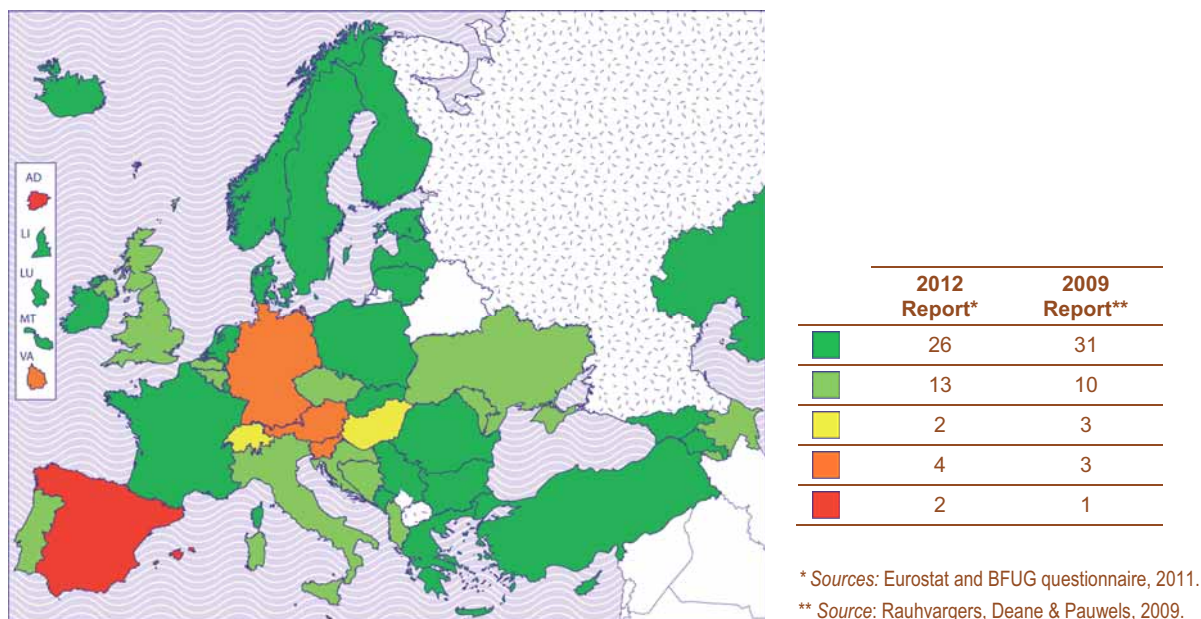 AD
LI
LU
MT
VA
2012 Report* 2009 Report**
26 31
13 10
2 3
4 3
2 1
* Sources: Eurostat and BFUG questionnaire, 2011.
** Source: Rauhvargers, Deane & Pauwels, 2009.